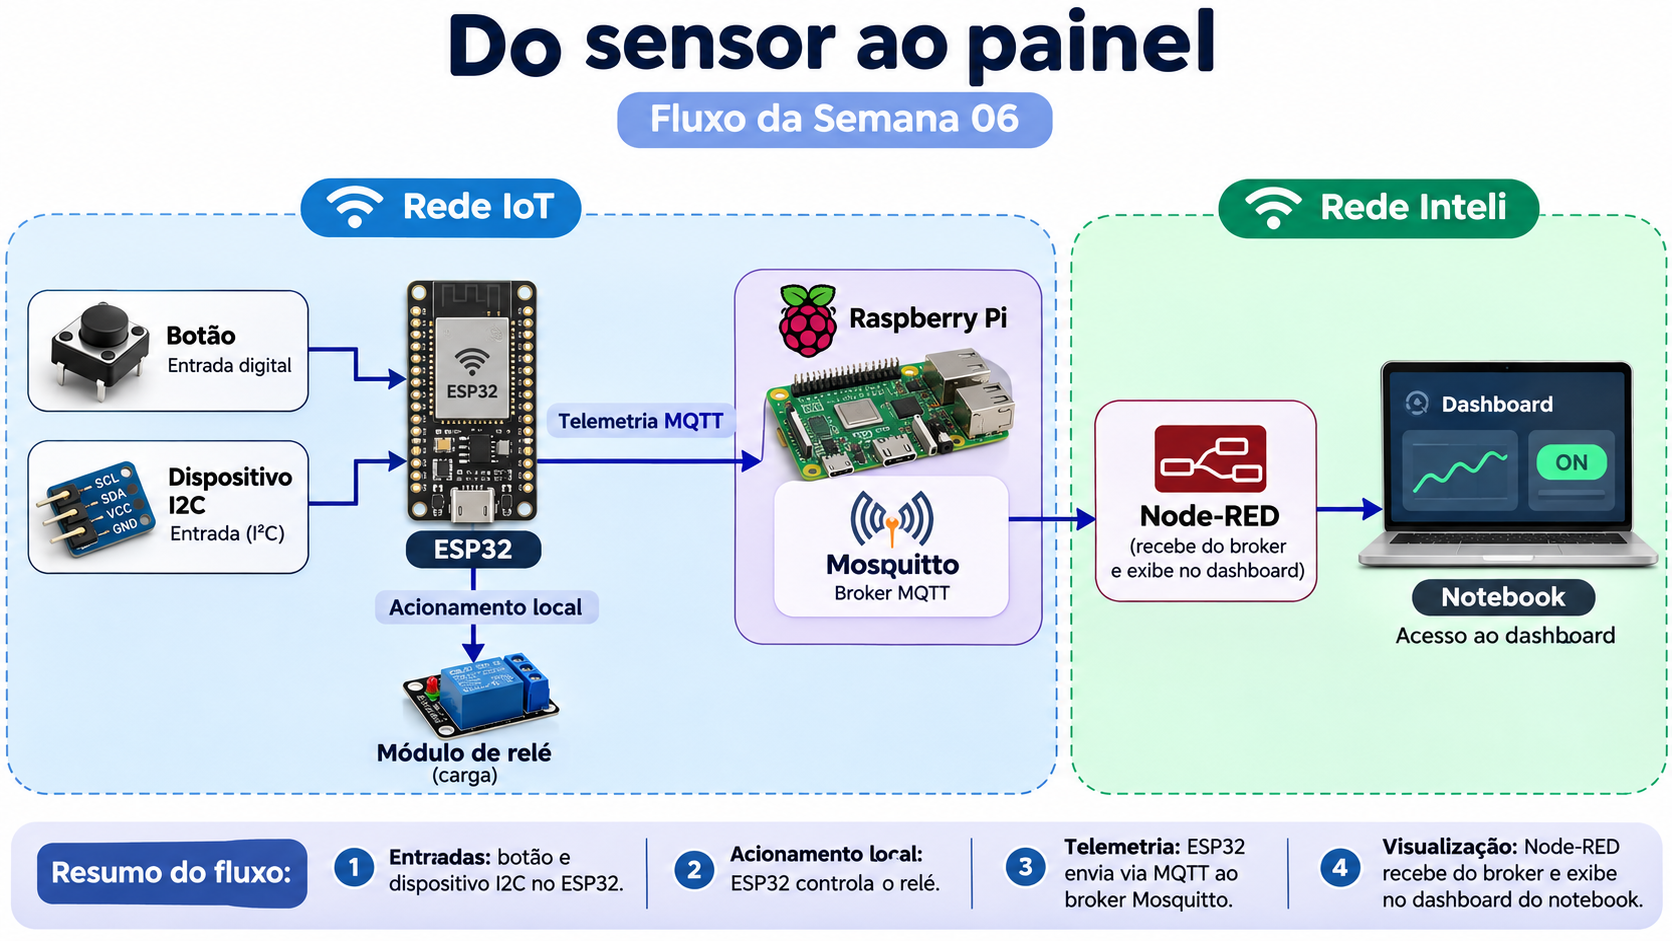 Do sensor ao painel
Fluxo da Semana 06
Rede IoT
Rede Inteli
Botão
Entrada digital
Dispositivo
I2C
Entrada (I²C)
SCL
SDA
VCC
GND
ESP32
ESP32
Telemetria MQTT
Acionamento local
Módulo de relé
(carga)
Raspberry Pi
Mosquitto
Broker MQTT
Node-RED
(recebe do broker
e exibe no dashboard)
Dashboard
ON
Notebook
Acesso ao dashboard
Resumo do fluxo:
1
Entradas: botão e
dispositivo I2C no ESP32.
2
Acionamento local:
ESP32 controla o relé.
3
Telemetria: ESP32
envia via MQTT ao
broker Mosquitto.
4
Visualização: Node-RED
recebe do broker e exibe
no dashboard do notebook.